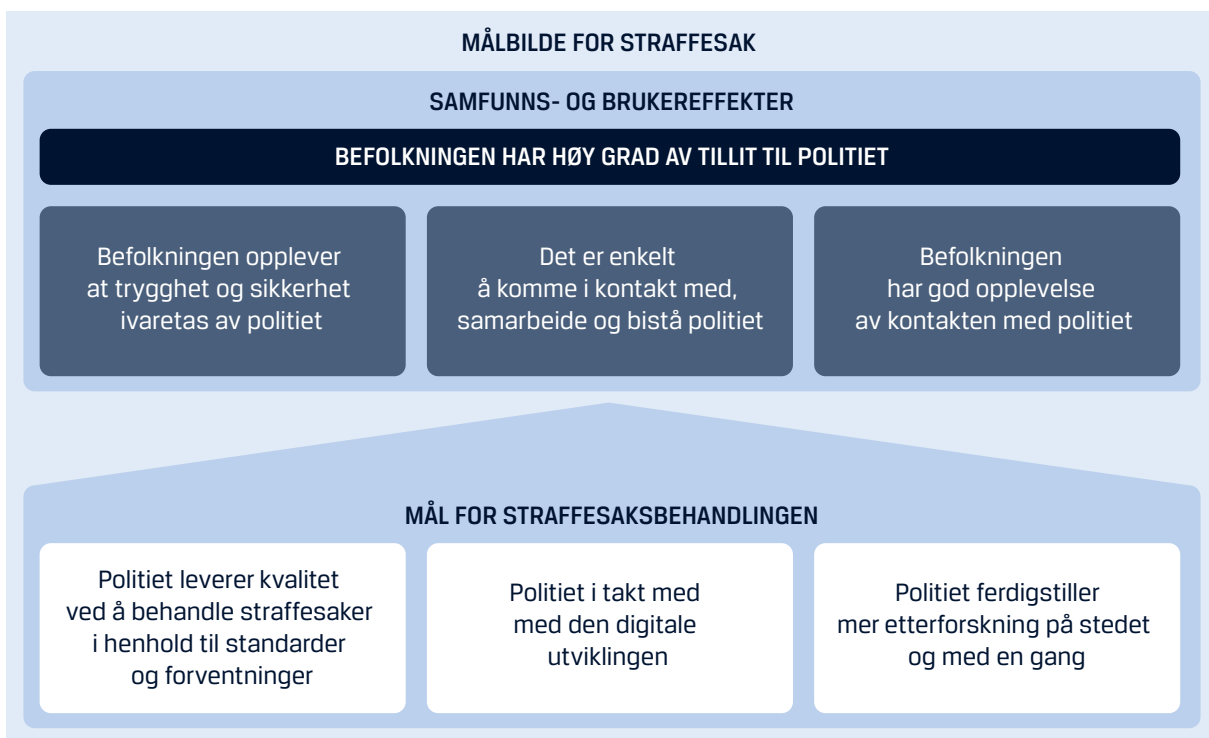 MÅLBILDE FOR STRAFFESAK
SAMFUNNS- OG BRUKEREFFEKTER
BEFOLKNINGEN HAR HØY GRAD AV TILLIT TIL POLITIET
Befolkningen opplever
at trygghet og sikkerhet
ivaretas av politiet
Det er enkelt
å komme i kontakt med,
samarbeide og bistå politiet
Befolkningen
har god opplevelse
av kontakten med politiet
MÅL FOR STRAFFESAKSBEHANDLINGEN
Politiet leverer kvalitet
ved å behandle straffesaker
i henhold til standarder
og forventninger
Politiet i takt med
med den digitale
utviklingen
Politiet ferdigstiller
mer etterforskning på stedet
og med en gang